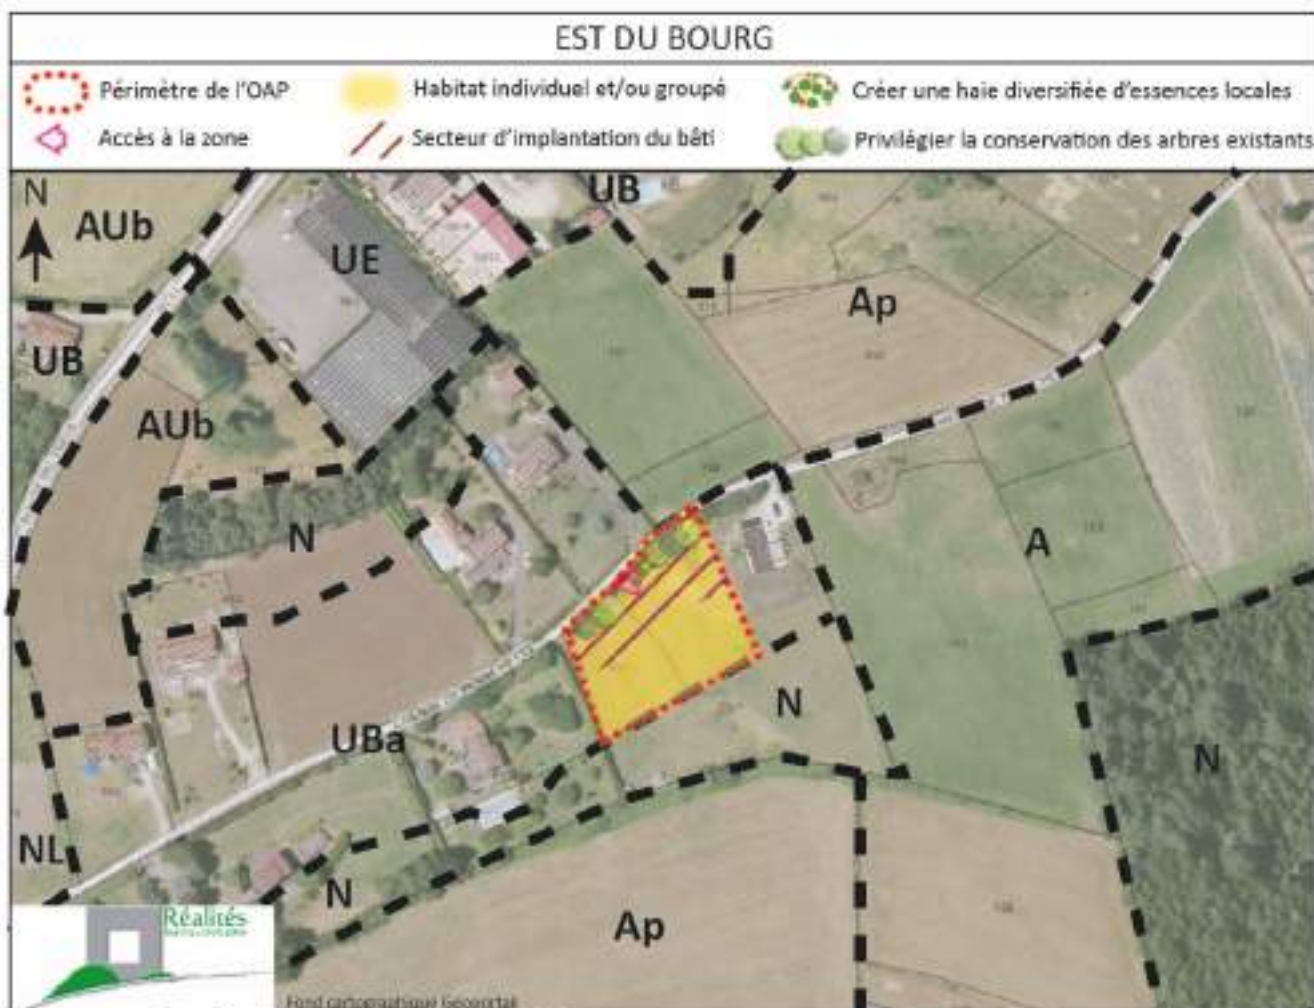 EST DU BOURG
Périmètre de l'OAP
Habitat individuel et/ou groupé
Créer une haie diversifiée d'essences locales
Accès à la zone
Secteur d'implantation du bâti
Privilégier la conservation des arbres existants
N
UB
AUb
UE
Ap
UB
AUb
N
A
N
UBa
N
NL
N
Ap
Réalités
Fond cartographique Géoportail